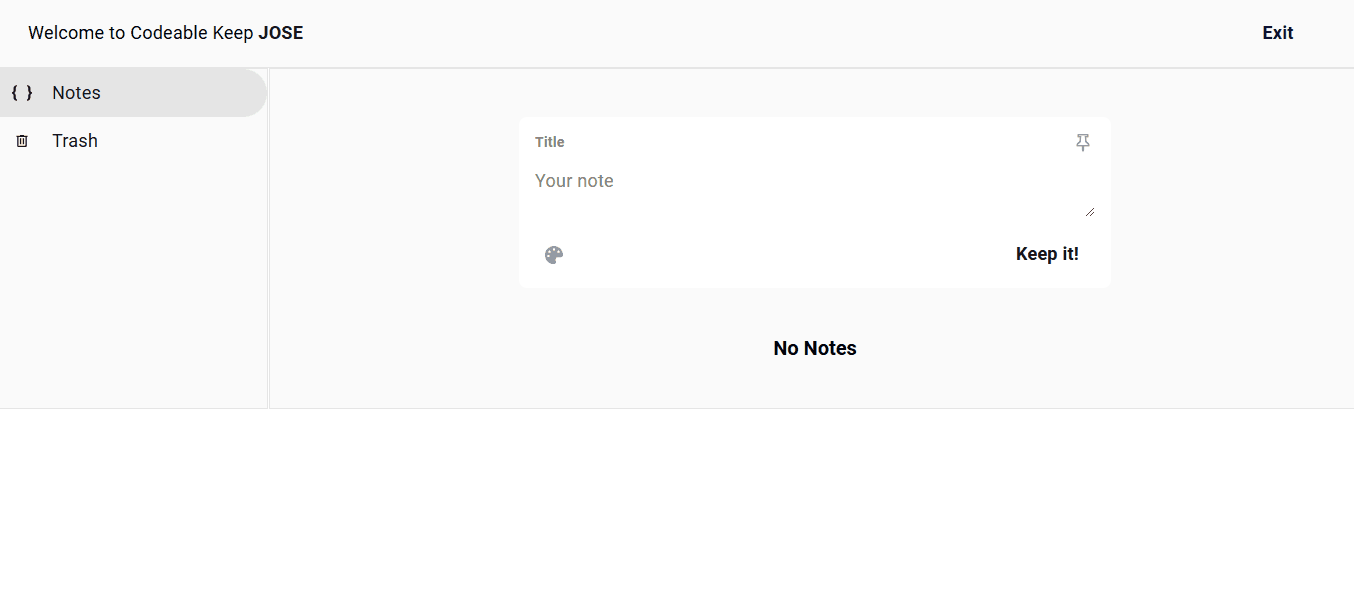 Welcome to Codeable Keep JOSE
Exit
{ } Notes
Trash
Title
Your note
Keep it!
No Notes